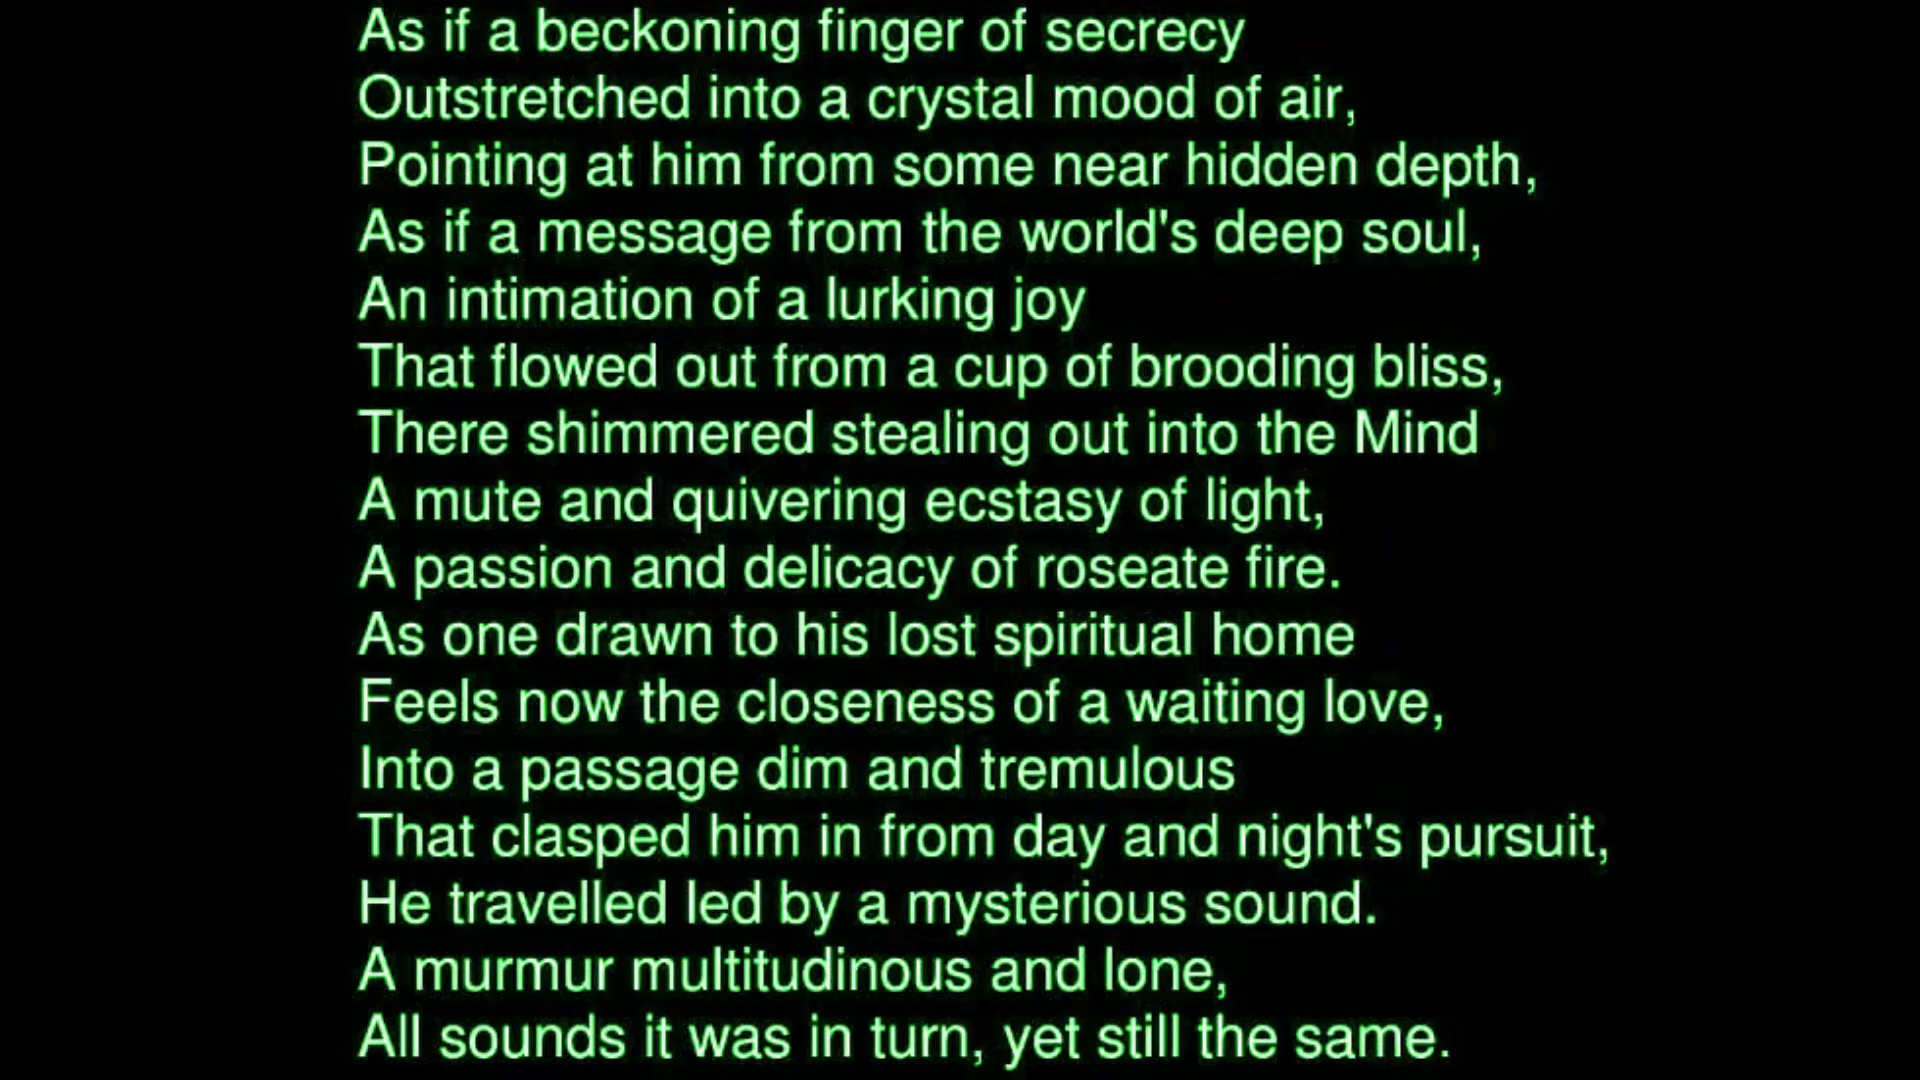 As if a beckoning finger of secrecy
Outstretched into a crystal mood of air,
Pointing at him from some near hidden depth,
As if a message from the world's deep soul,
An intimation of a lurking joy
That flowed out from a cup of brooding bliss,
There shimmered stealing out into the Mind
A mute and quivering ecstasy of light,
A passion and delicacy of roseate fire.
As one drawn to his lost spiritual home
Feels now the closeness of a waiting love,
Into a passage dim and tremulous
That clasped him in from day and night's pursuit,
He travelled led by a mysterious sound.
A murmur multitudinous and lone,
All sounds it was in turn, yet still the same.